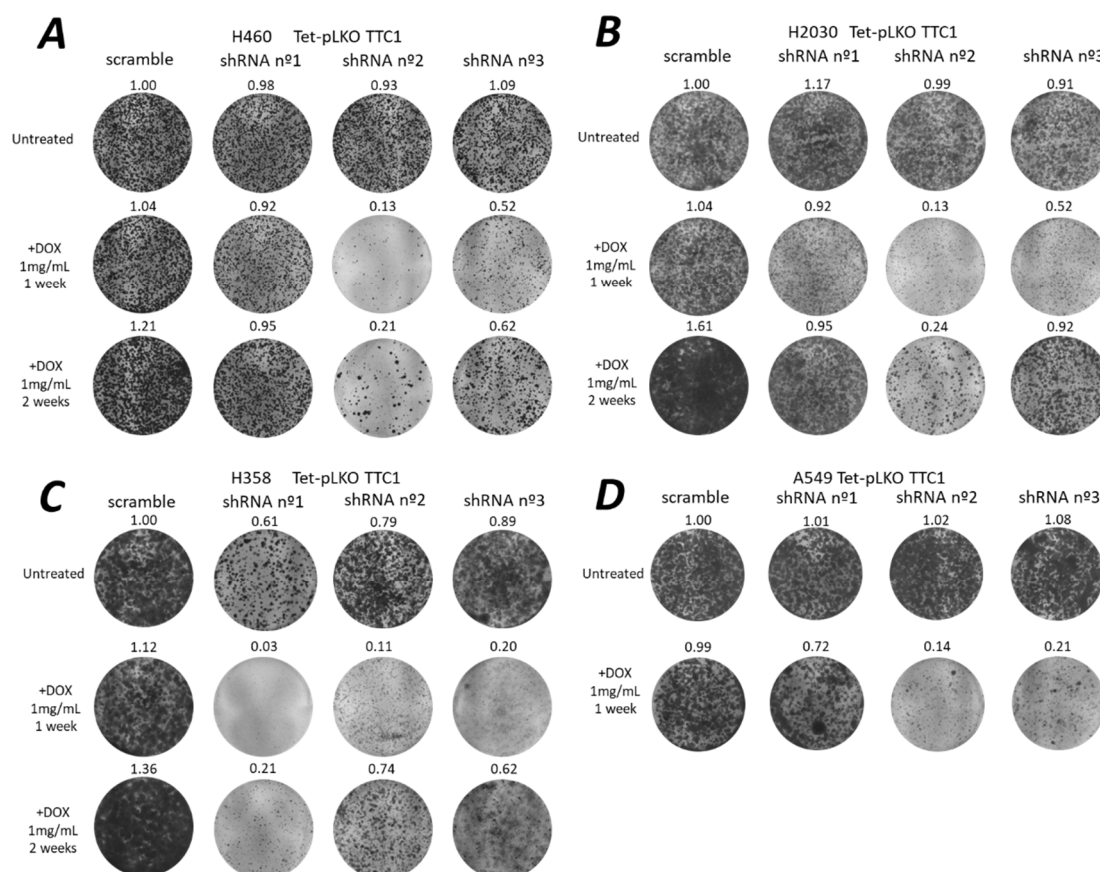 A
H460 Tet-pLKO TTC1
scramble shRNA nº1 shRNA nº2 shRNA nº3
1.00 0.98 0.93 1.09
Untreated
1.04 0.92 0.13 0.52
+DOX
1mg/mL
1 week
1.21 0.95 0.21 0.62
+DOX
1mg/mL
2 weeks
B
H2030 Tet-pLKO TTC1
scramble shRNA nº1 shRNA nº2 shRNA nº3
1.00 1.17 0.99 0.91
Untreated
1.04 0.92 0.13 0.52
+DOX
1mg/mL
1 week
1.61 0.95 0.24 0.92
+DOX
1mg/mL
2 weeks
C
H358 Tet-pLKO TTC1
scramble shRNA nº1 shRNA nº2 shRNA nº3
1.00 0.61 0.79 0.89
Untreated
1.12 0.03 0.11 0.20
+DOX
1mg/mL
1 week
1.36 0.21 0.74 0.62
+DOX
1mg/mL
2 weeks
D
A549 Tet-pLKO TTC1
scramble shRNA nº1 shRNA nº2 shRNA nº3
1.00 1.01 1.02 1.08
Untreated
0.99 0.72 0.14 0.21
+DOX
1mg/mL
1 week